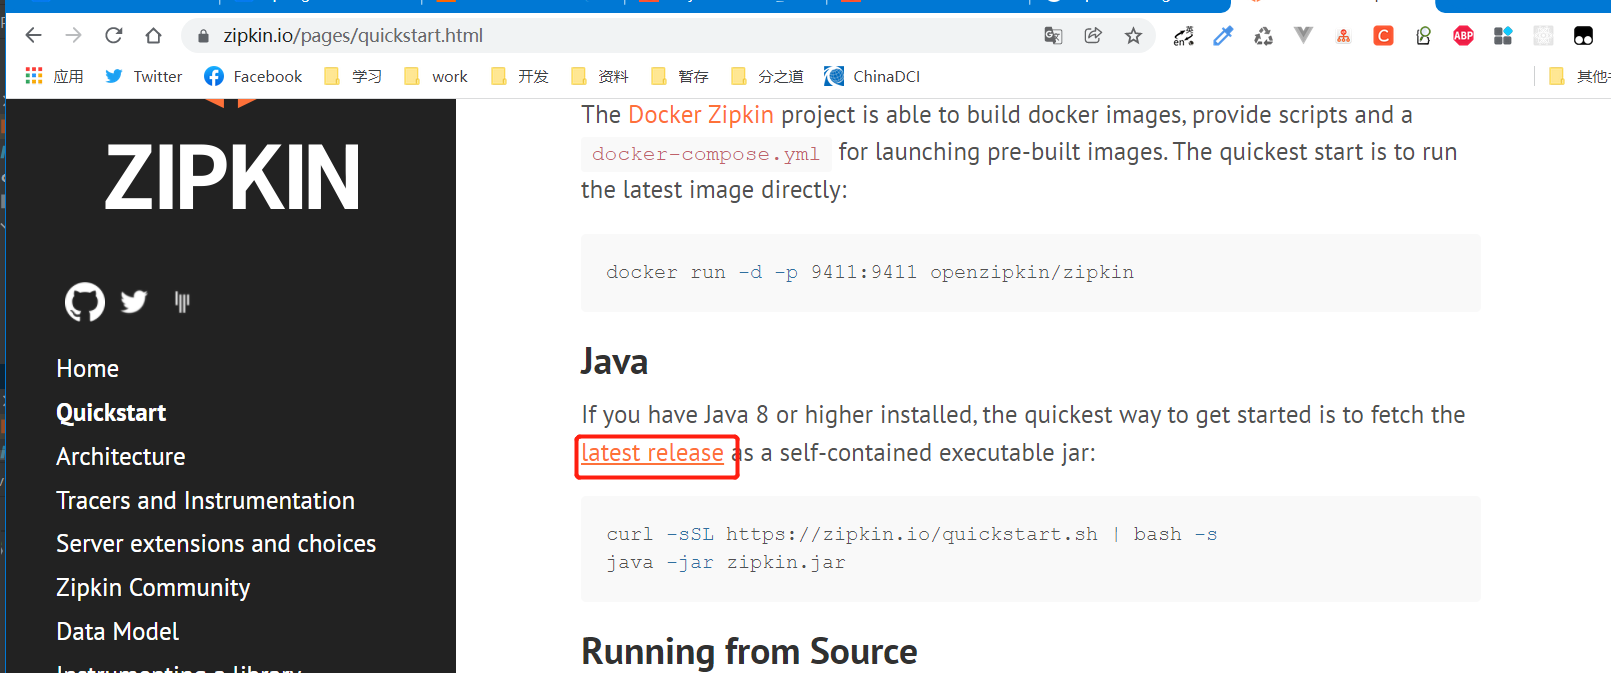 zipkin.io/pages/quickstart.html
en
C
ABP
应用 Twitter Facebook 学习 work 开发 资料 暂存 分之道 ChinaDCI
ZIPKIN
Home
Quickstart
Architecture
Tracers and Instrumentation
Server extensions and choices
Zipkin Community
Data Model
Instrumenting a library
The Docker Zipkin project is able to build docker images, provide scripts and a
docker-compose.yml for launching pre-built images. The quickest start is to run
the latest image directly:
docker run -d -p 9411:9411 openzipkin/zipkin
Java
If you have Java 8 or higher installed, the quickest way to get started is to fetch the
latest release as a self-contained executable jar:
curl -sSL https://zipkin.io/quickstart.sh | bash -s
java -jar zipkin.jar
Running from Source